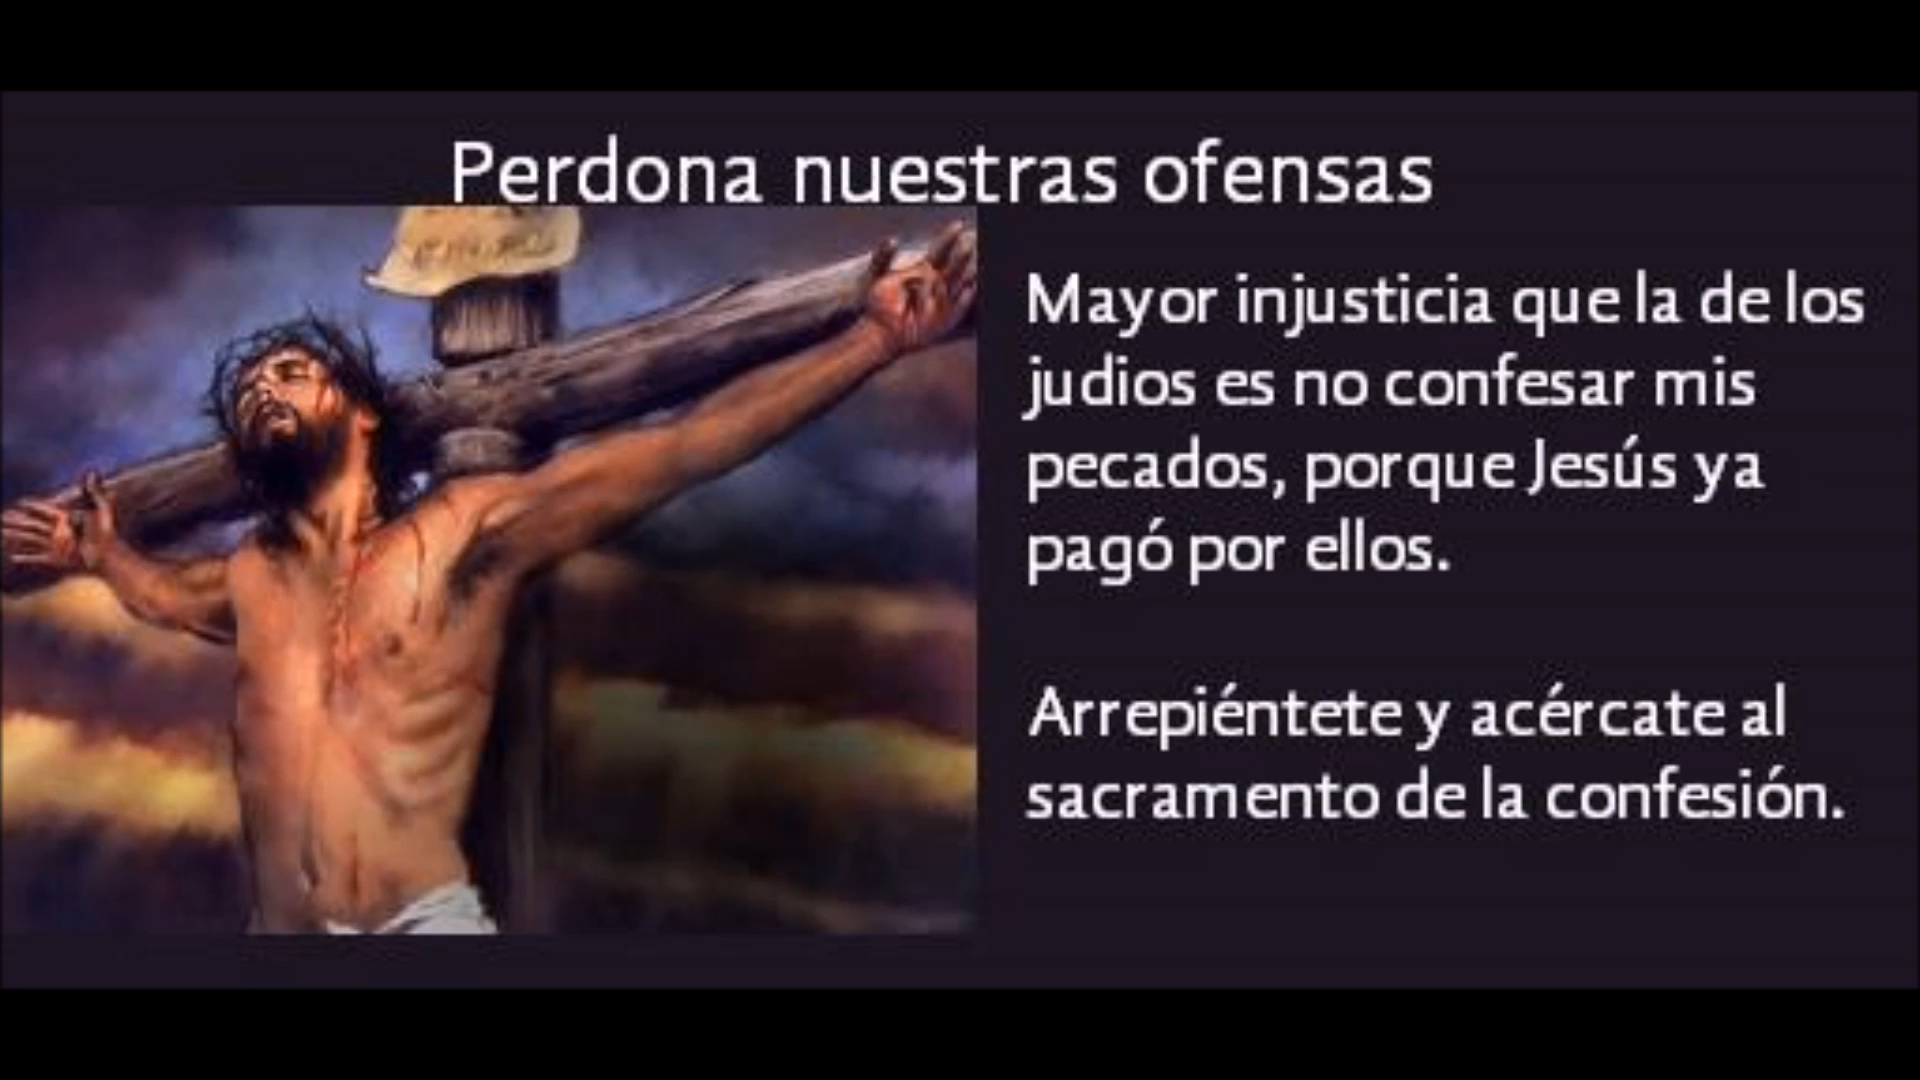 Perdona nuestras ofensas
Mayor injusticia que la de los
judios es no confesar mis
pecados, porque Jesús ya
pagó por ellos.
Arrepiéntete y acércate al
sacramento de la confesión.